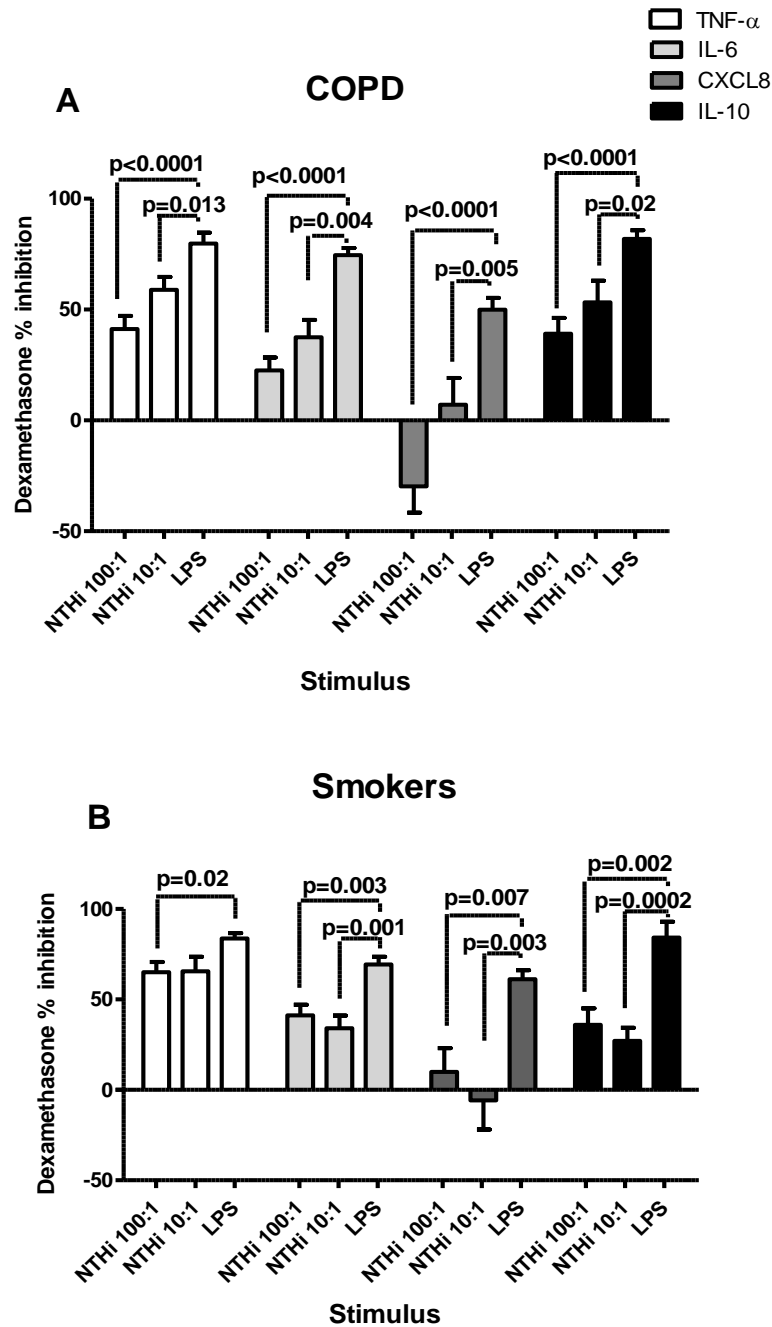 TNF-α
IL-6
CXCL8
IL-10
A
COPD
p<0.0001
p=0.013
p<0.0001
p=0.004
p<0.0001
p=0.005
p<0.0001
p=0.02
Dexamethasone % inhibition
100
50
0
-50
NTHi 100:1
NTHi 10:1
LPS
NTHi 100:1
NTHi 10:1
LPS
NTHi 100:1
NTHi 10:1
LPS
NTHi 100:1
NTHi 10:1
LPS
Stimulus
B
Smokers
p=0.02
p=0.003
p=0.001
p=0.007
p=0.003
p=0.002
p=0.0002
Dexamethasone % inhibition
100
50
0
-50
NTHi 100:1
NTHi 10:1
LPS
NTHi 100:1
NTHi 10:1
LPS
NTHi 100:1
NTHi 10:1
LPS
NTHi 100:1
NTHi 10:1
LPS
Stimulus